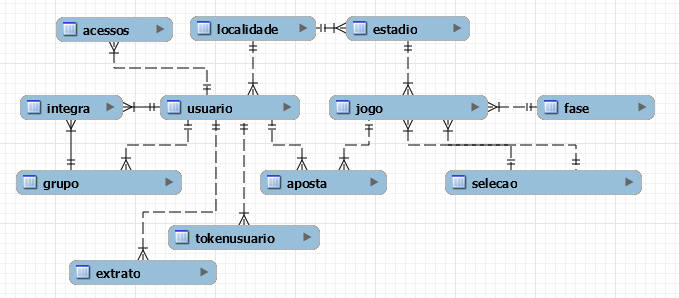 acessos
localidade
estadio
integra
usuario
jogo
fase
grupo
aposta
selecao
tokenusuario
extrato